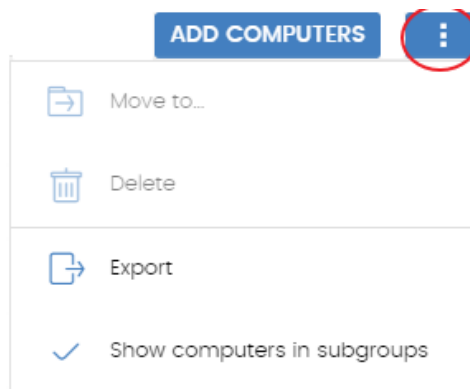 ADD COMPUTERS
Move to...
Delete
Export
Show computers in subgroups